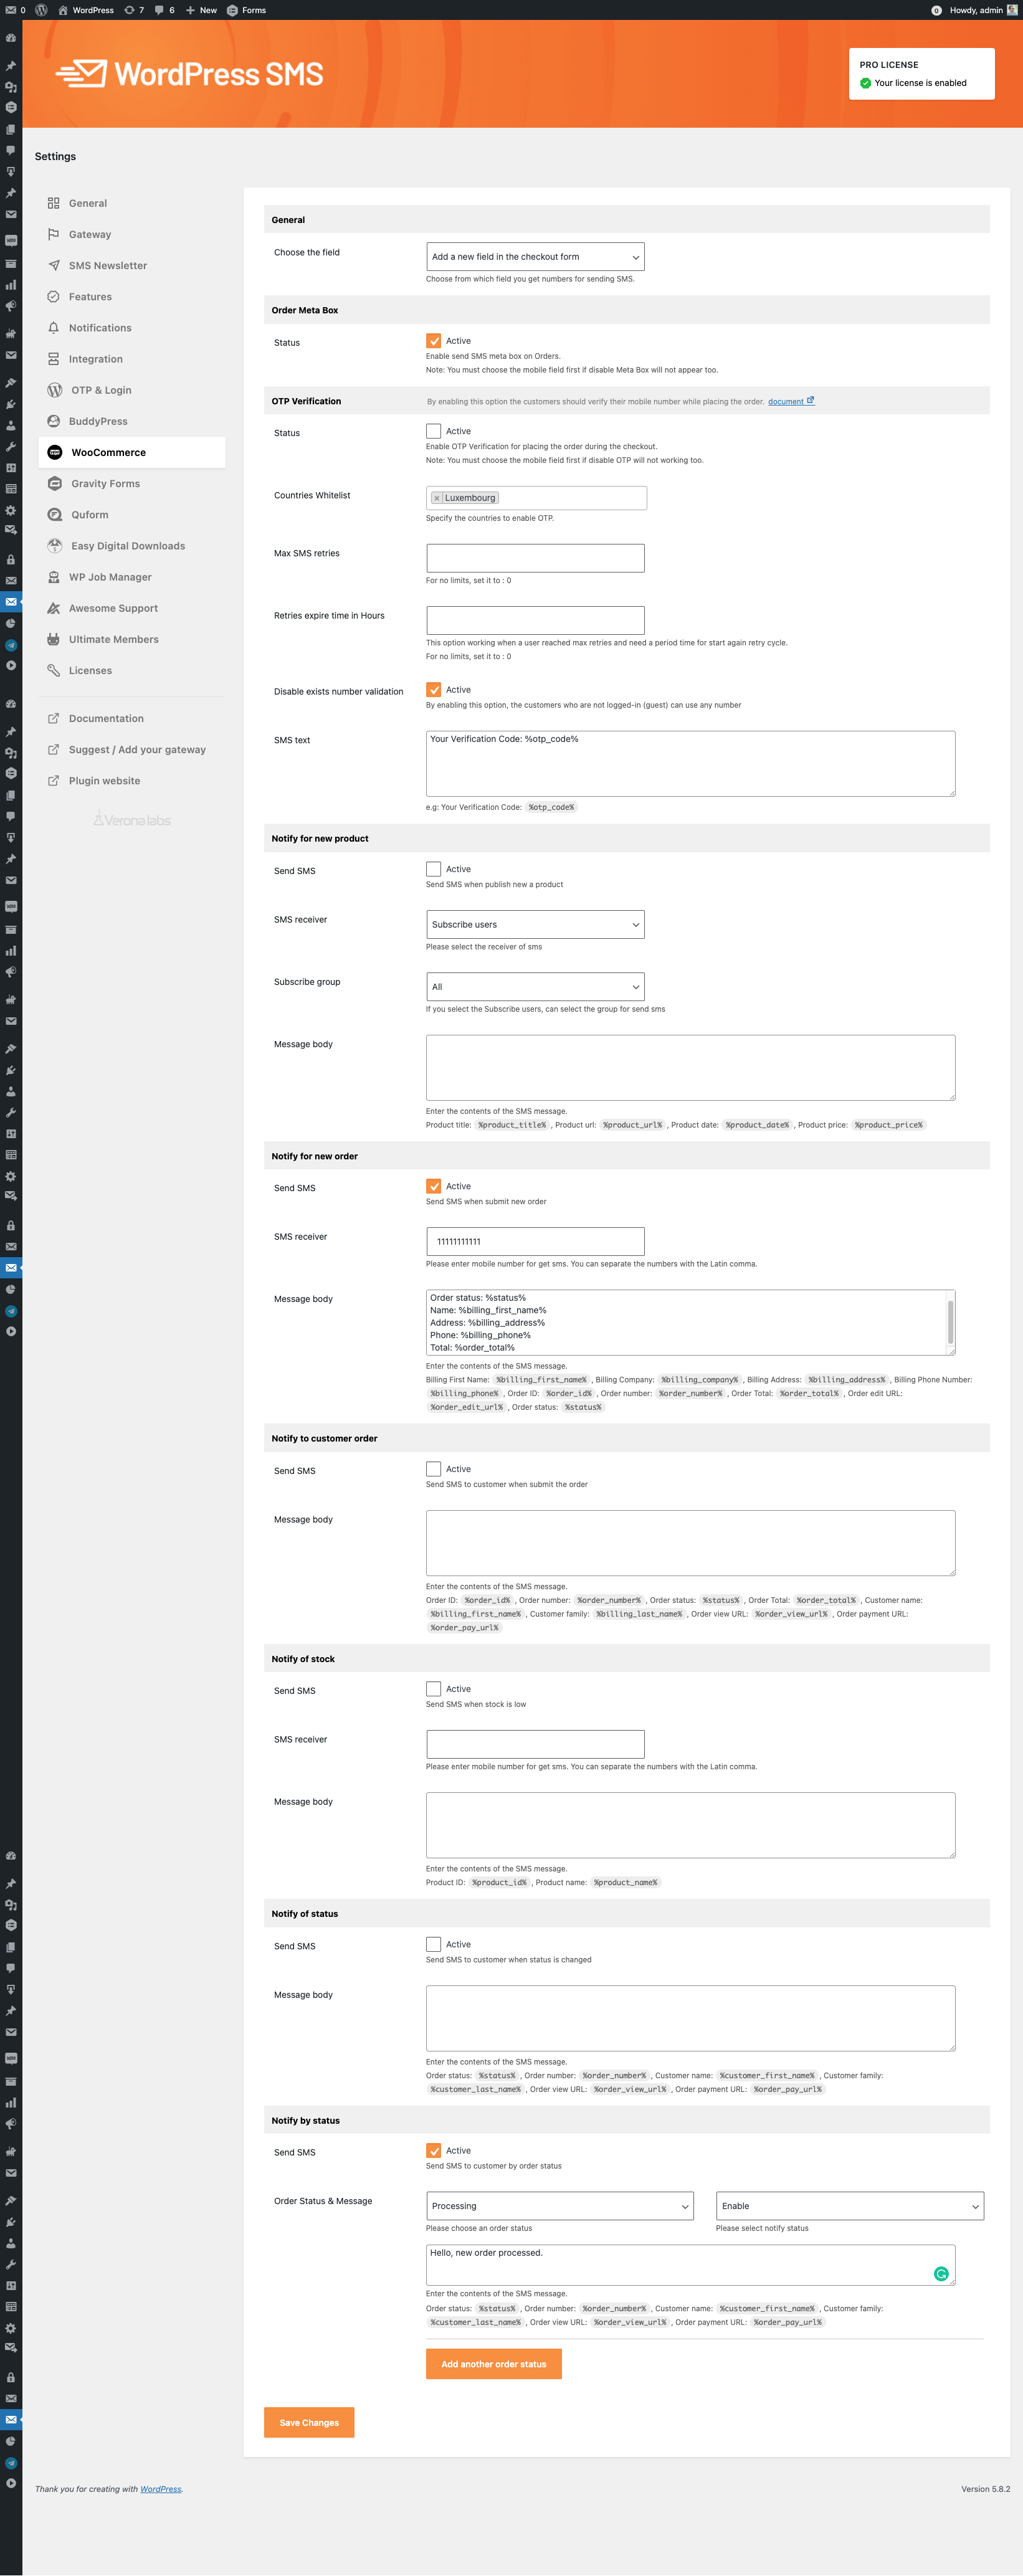 0 WordPress 7 6 New Forms 0 Howdy, admin
WordPress SMS
PRO LICENSE
Your license is enabled
Settings
General
Gateway
SMS Newsletter
Features
Notifications
Integration
OTP & Login
BuddyPress
WooCommerce
Gravity Forms
Quform
Easy Digital Downloads
WP Job Manager
Awesome Support
Ultimate Members
Licenses
Documentation
Suggest / Add your gateway
Plugin website
Verona labs
General
Choose the field
Add a new field in the checkout form
Choose from which field you get numbers for sending SMS.
Order Meta Box
Status
Active
Enable send SMS meta box on Orders.
Note: You must choose the mobile field first if disable Meta Box will not appear too.
OTP Verification By enabling this option the customers should verify their mobile number while placing the order. document
Status
Active
Enable OTP Verification for placing the order during the checkout.
Note: You must choose the mobile field first if disable OTP will not working too.
Countries Whitelist
× Luxembourg
Specify the countries to enable OTP.
Max SMS retries
For no limits, set it to : 0
Retries expire time in Hours
This option working when a user reached max retries and need a period time for start again retry cycle.
For no limits, set it to : 0
Disable exists number validation
Active
By enabling this option, the customers who are not logged-in (guest) can use any number
SMS text
Your Verification Code: %otp_code%
e.g: Your Verification Code: %otp_code%
Notify for new product
Send SMS
Active
Send SMS when publish new a product
SMS receiver
Subscribe users
Please select the receiver of sms
Subscribe group
All
If you select the Subscribe users, can select the group for send sms
Message body
Enter the contents of the SMS message.
Product title: %product_title% , Product url: %product_url% , Product date: %product_date% , Product price: %product_price%
Notify for new order
Send SMS
Active
Send SMS when submit new order
SMS receiver
11111111111
Please enter mobile number for get sms. You can separate the numbers with the Latin comma.
Message body
Order status: %status%
Name: %billing_first_name%
Address: %billing_address%
Phone: %billing_phone%
Total: %order_total%
Enter the contents of the SMS message.
Billing First Name: %billing_first_name% , Billing Company: %billing_company% , Billing Address: %billing_address% , Billing Phone Number:
%billing_phone% , Order ID: %order_id% , Order number: %order_number% , Order Total: %order_total% , Order edit URL:
%order_edit_url% , Order status: %status%
Notify to customer order
Send SMS
Active
Send SMS to customer when submit the order
Message body
Enter the contents of the SMS message.
Order ID: %order_id% , Order number: %order_number% , Order status: %status% , Order Total: %order_total% , Customer name:
%billing_first_name% , Customer family: %billing_last_name% , Order view URL: %order_view_url% , Order payment URL:
%order_pay_url%
Notify of stock
Send SMS
Active
Send SMS when stock is low
SMS receiver
Please enter mobile number for get sms. You can separate the numbers with the Latin comma.
Message body
Enter the contents of the SMS message.
Product ID: %product_id% , Product name: %product_name%
Notify of status
Send SMS
Active
Send SMS to customer when status is changed
Message body
Enter the contents of the SMS message.
Order status: %status% , Order number: %order_number% , Customer name: %customer_first_name% , Customer family:
%customer_last_name% , Order view URL: %order_view_url% , Order payment URL: %order_pay_url%
Notify by status
Send SMS
Active
Send SMS to customer by order status
Order Status & Message
Processing Enable
Please choose an order status Please select notify status
Hello, new order processed.
Enter the contents of the SMS message.
Order status: %status% , Order number: %order_number% , Customer name: %customer_first_name% , Customer family:
%customer_last_name% , Order view URL: %order_view_url% , Order payment URL: %order_pay_url%
Add another order status
Save Changes
Thank you for creating with WordPress. Version 5.8.2